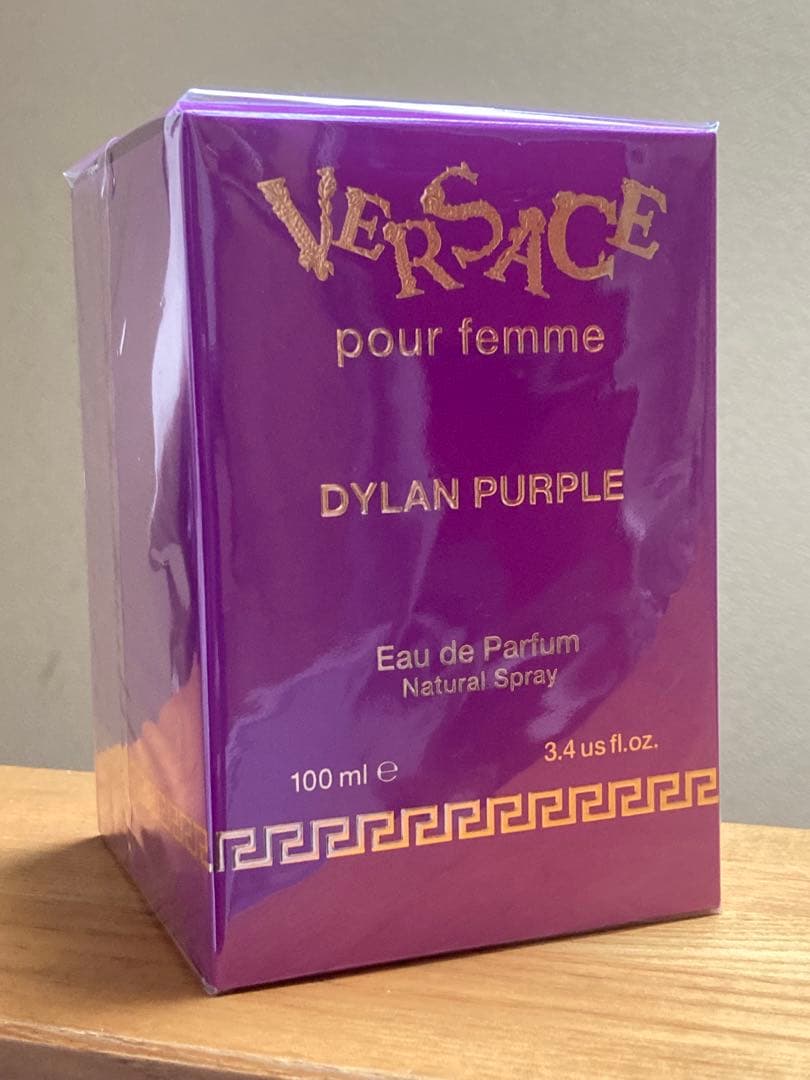 VERSACE
pour femme
DYLAN PURPLE
Eau de Parfum
Natural Spray
100 ml ℮
3.4 us fl.oz.